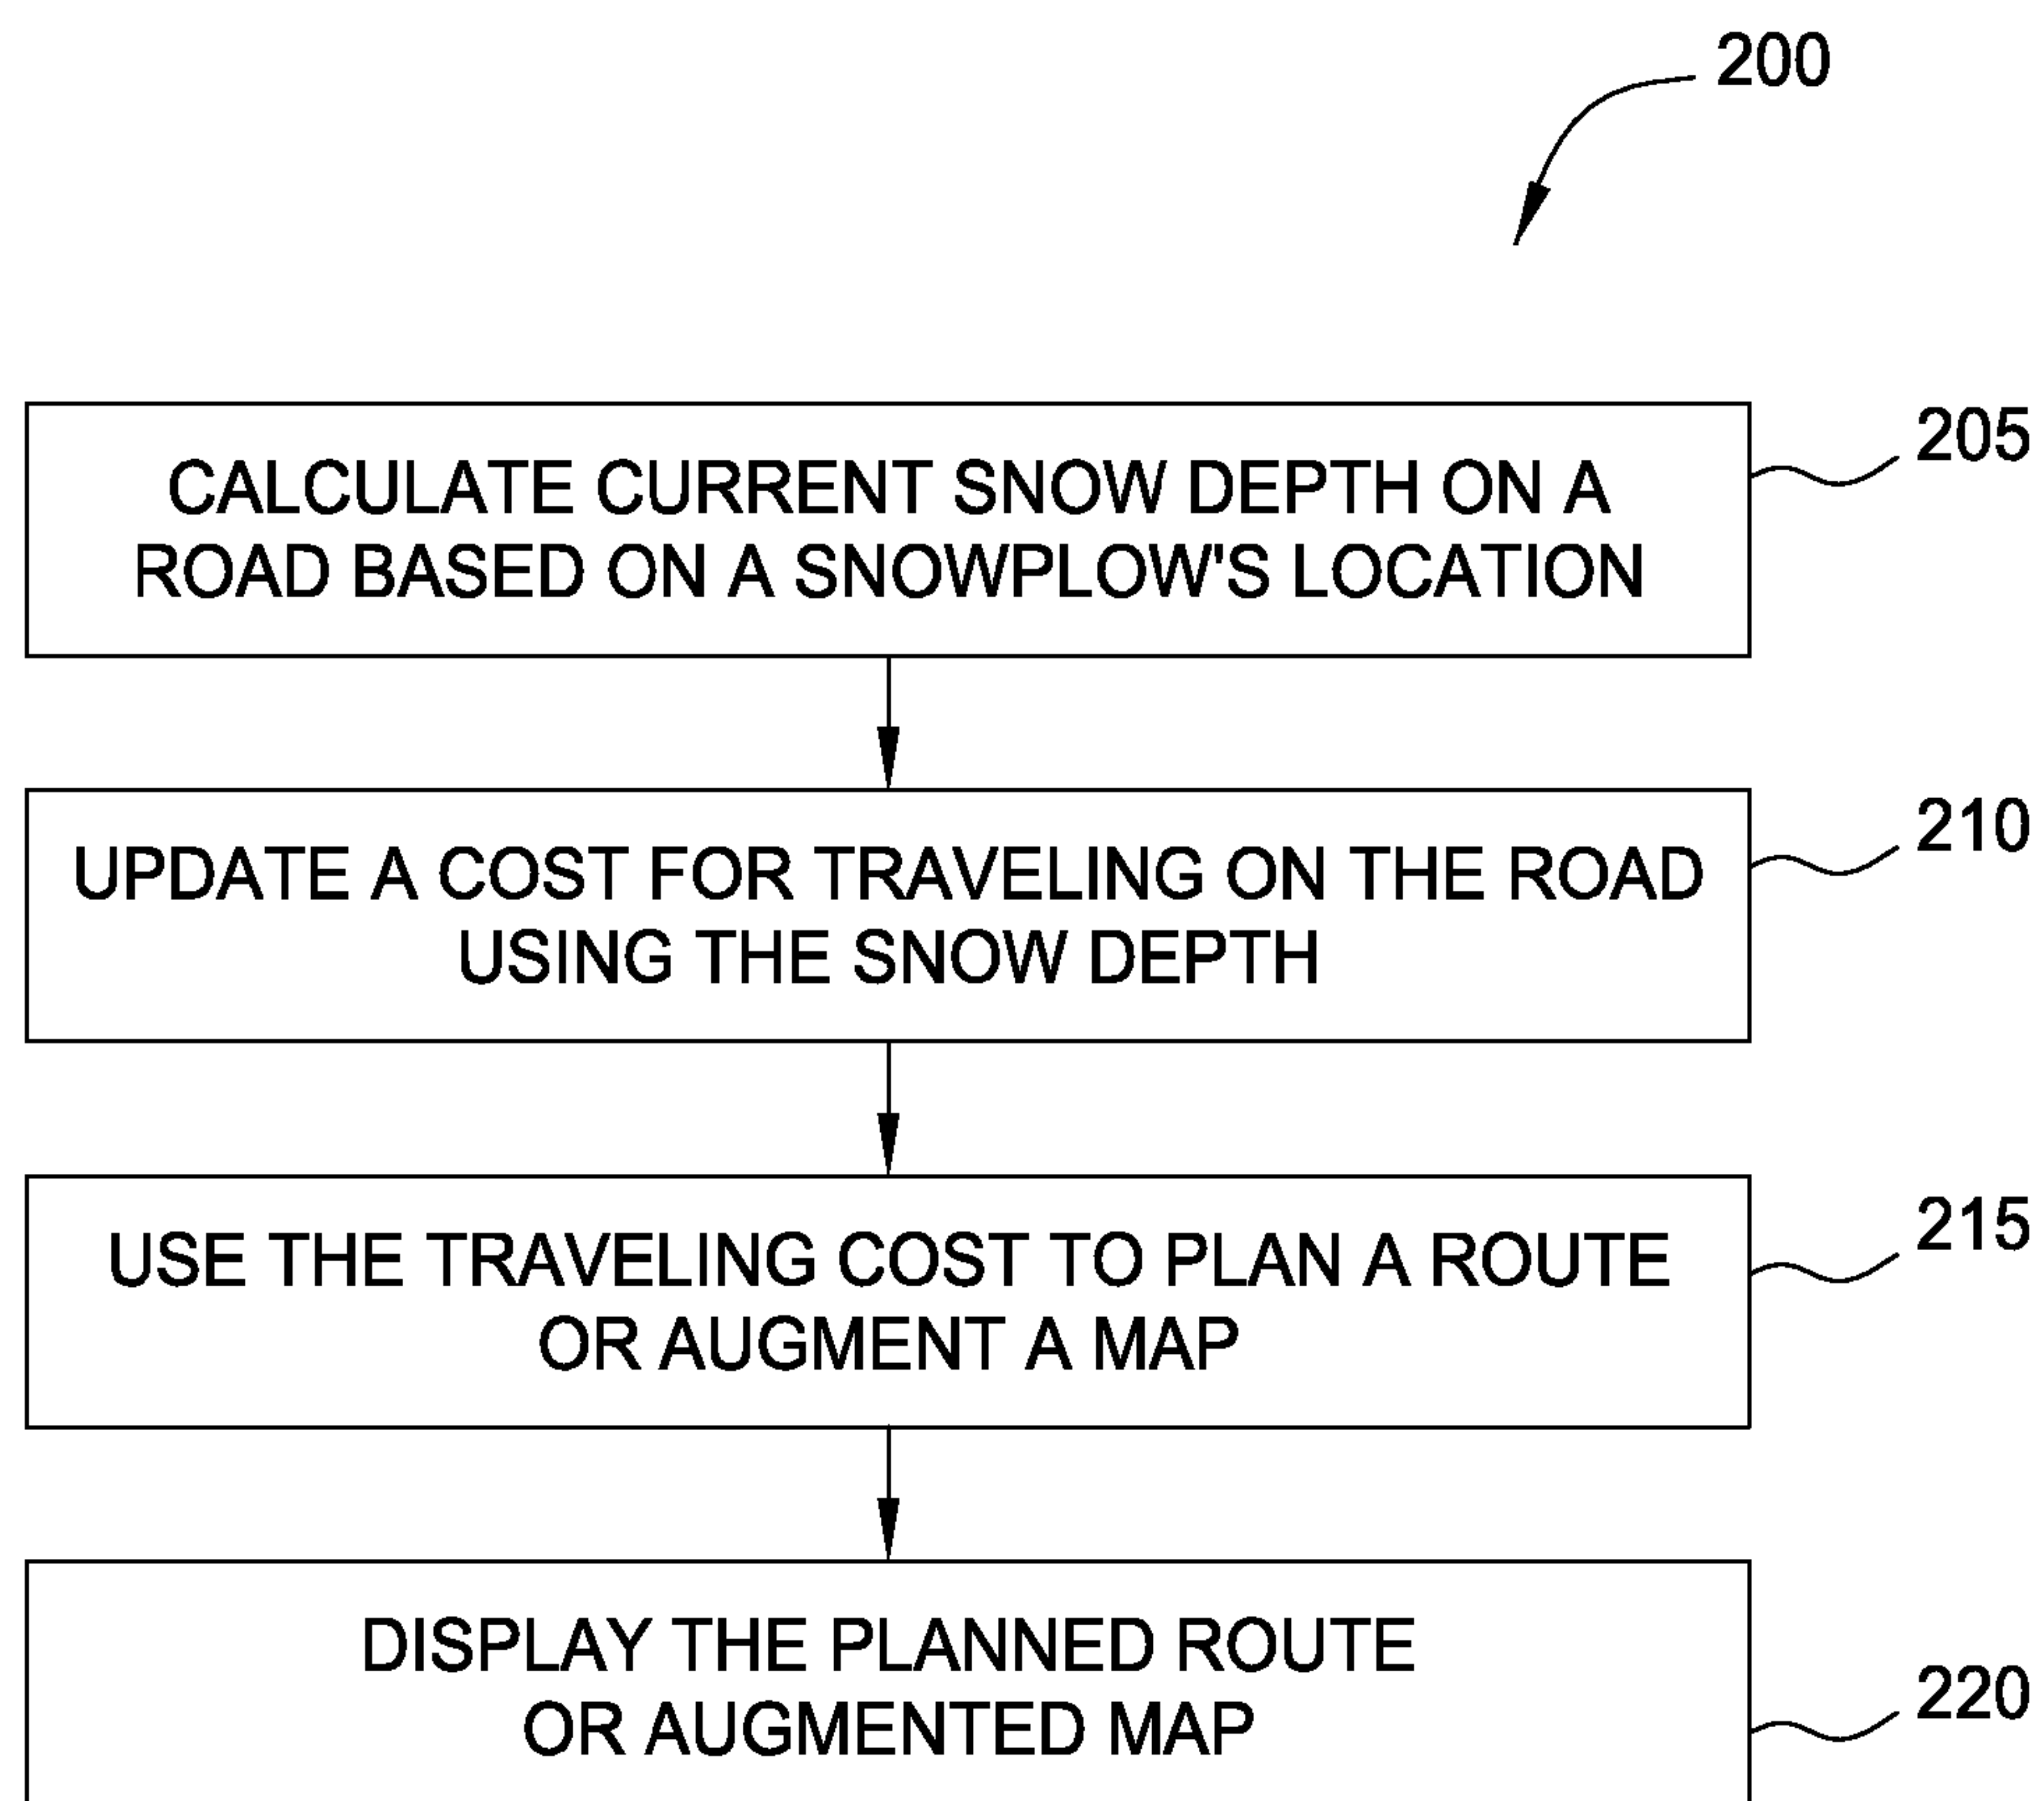 200
CALCULATE CURRENT SNOW DEPTH ON A
ROAD BASED ON A SNOWPLOW'S LOCATION
205
UPDATE A COST FOR TRAVELING ON THE ROAD
USING THE SNOW DEPTH
210
USE THE TRAVELING COST TO PLAN A ROUTE
OR AUGMENT A MAP
215
DISPLAY THE PLANNED ROUTE
OR AUGMENTED MAP
220